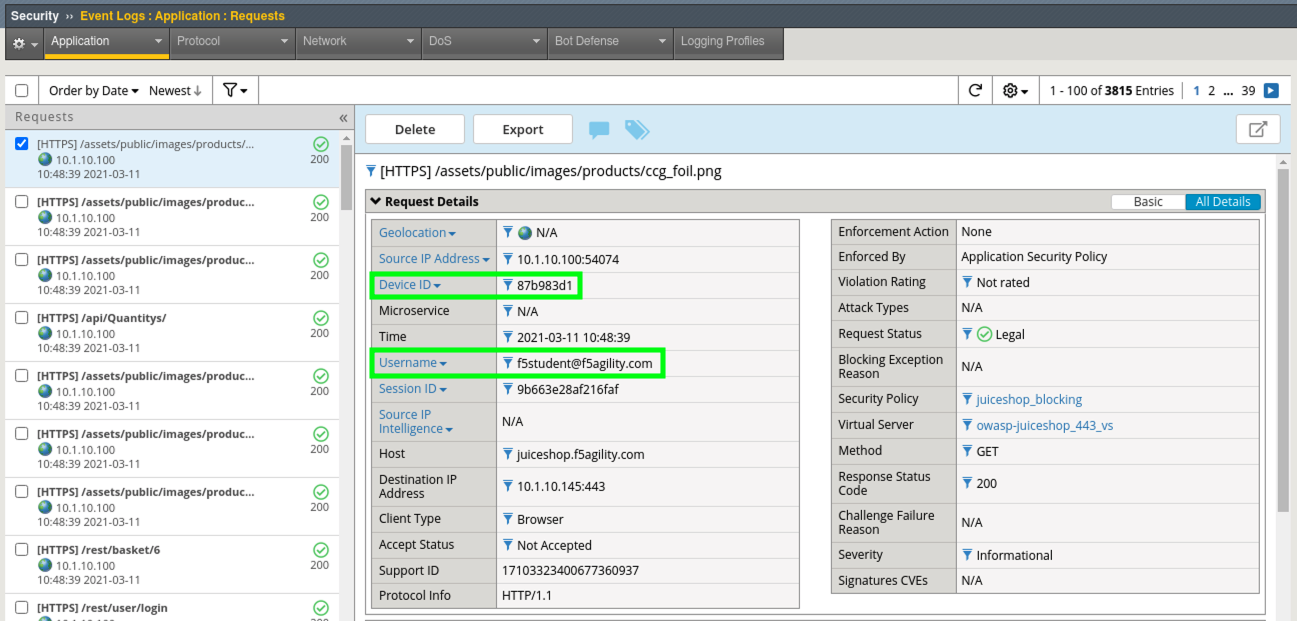 Security ›› Event Logs : Application : Requests
Application
Protocol
Network
DoS
Bot Defense
Logging Profiles
Order by Date
Newest
1 - 100 of 3815 Entries
1 2 ... 39
Requests
«
[HTTPS] /assets/public/images/products/...
10.1.10.100
200
10:48:39 2021-03-11
[HTTPS] /assets/public/images/produc...
10.1.10.100
200
10:48:39 2021-03-11
[HTTPS] /assets/public/images/produc...
10.1.10.100
200
10:48:39 2021-03-11
[HTTPS] /api/Quantitys/
10.1.10.100
200
10:48:39 2021-03-11
[HTTPS] /assets/public/images/produc...
10.1.10.100
200
10:48:39 2021-03-11
[HTTPS] /assets/public/images/produc...
10.1.10.100
200
10:48:39 2021-03-11
[HTTPS] /assets/public/images/produc...
10.1.10.100
200
10:48:39 2021-03-11
[HTTPS] /rest/basket/6
10.1.10.100
200
10:48:39 2021-03-11
[HTTPS] /rest/user/login
Delete
Export
[HTTPS] /assets/public/images/products/ccg_foil.png
Request Details
Basic
All Details
Geolocation N/A
Source IP Address 10.1.10.100:54074
Device ID 87b983d1
Microservice N/A
Time 2021-03-11 10:48:39
Username f5student@f5agility.com
Session ID 9b663e28af216faf
Source IP
Intelligence
N/A
Host juiceshop.f5agility.com
Destination IP
Address
10.1.10.145:443
Client Type Browser
Accept Status Not Accepted
Support ID 17103323400677360937
Protocol Info HTTP/1.1
Enforcement Action None
Enforced By Application Security Policy
Violation Rating Not rated
Attack Types N/A
Request Status Legal
Blocking Exception
Reason
N/A
Security Policy juiceshop_blocking
Virtual Server owasp-juiceshop_443_vs
Method GET
Response Status
Code
200
Challenge Failure
Reason
N/A
Severity Informational
Signatures CVEs N/A